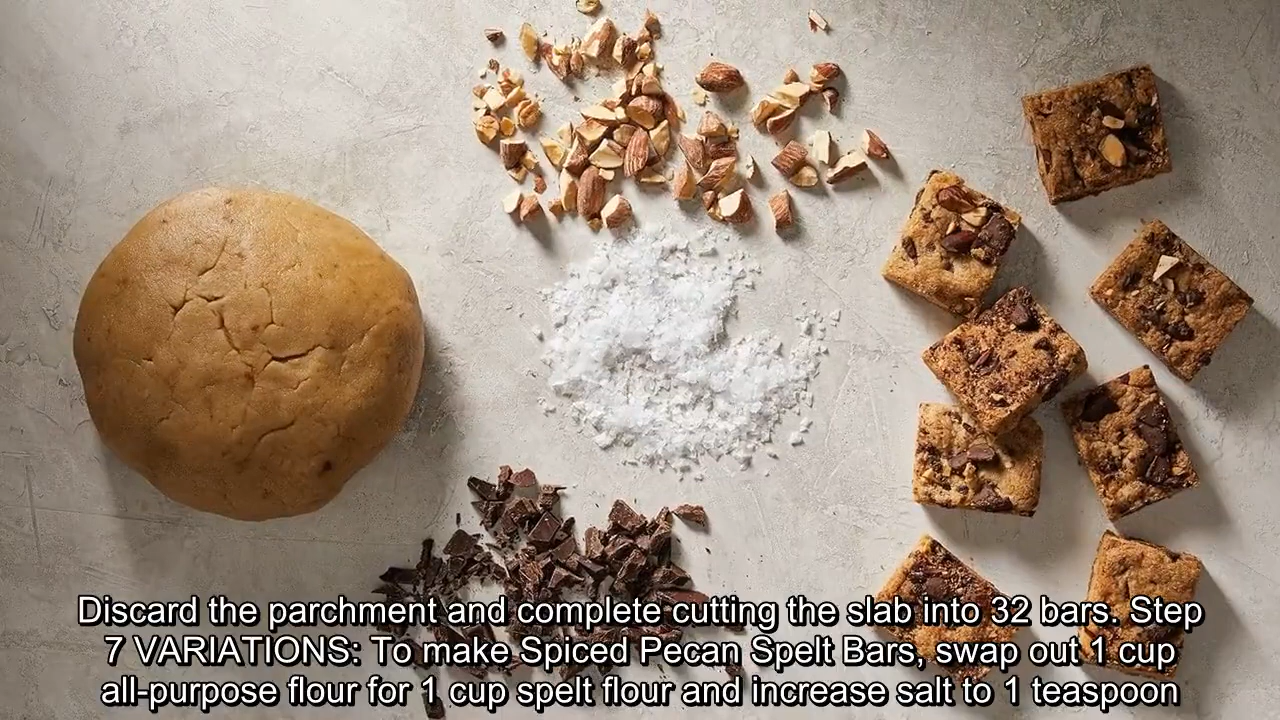 Discard the parchment and complete cutting the slab into 32 bars. Step
7 VARIATIONS: To make Spiced Pecan Spelt Bars, swap out 1 cup
all-purpose flour for 1 cup spelt flour and increase salt to 1 teaspoon